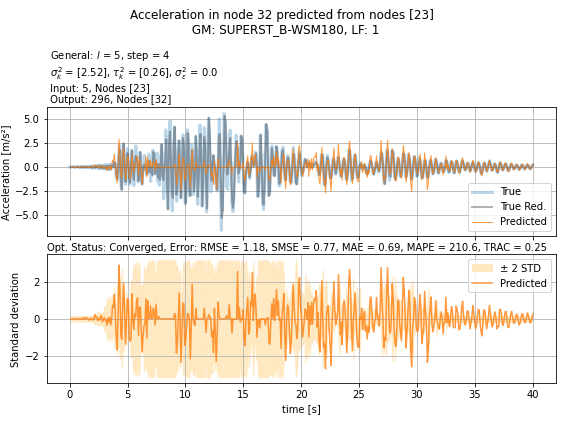 Acceleration in node 32 predicted from nodes [23]
GM: SUPERST_B-WSM180, LF: 1
General: l = 5, step = 4
σ²ₖ = [2.52], τ²ₖ = [0.26], σ²ε = 0.0
Input: 5, Nodes [23]
Output: 296, Nodes [32]
Acceleration [m/s²]
5.0
2.5
0.0
−2.5
−5.0
True
True Red.
Predicted
Opt. Status: Converged, Error: RMSE = 1.18, SMSE = 0.77, MAE = 0.69, MAPE = 210.6, TRAC = 0.25
Standard deviation
2
0
−2
± 2 STD
Predicted
0 5 10 15 20 25 30 35 40
time [s]